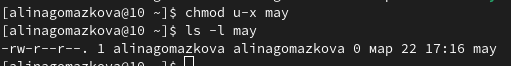 [alinagomazkova@10 ~]$ chmod u-x may
[alinagomazkova@10 ~]$ ls -l may
-rw-r--r--. 1 alinagomazkova alinagomazkova 0 мар 22 17:16 may
[alinagomazkova@10 ~]$